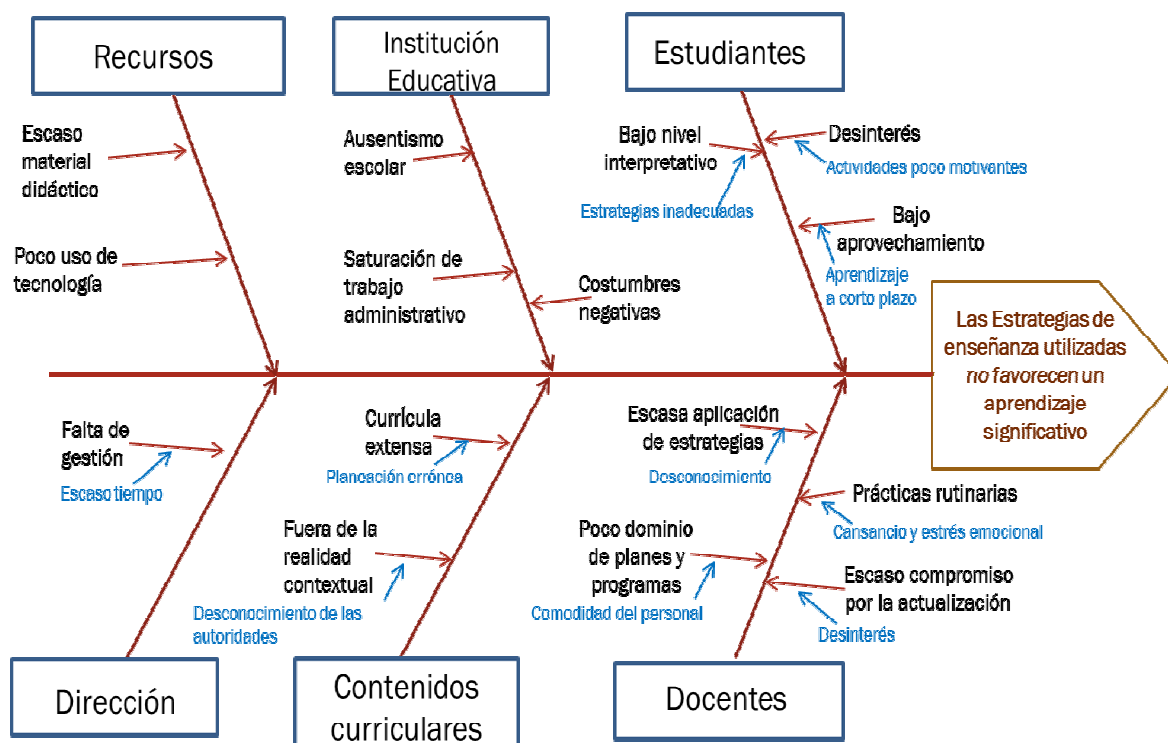 Recursos
Institución
Educativa
Estudiantes
Escaso
material
didáctico
Poco uso de
tecnología
Ausentismo
escolar
Saturación de
trabajo
administrativo
Costumbres
negativas
Bajo nivel
interpretativo
Estrategias inadecuadas
Desinterés
Actividades poco motivantes
Bajo
aprovechamiento
Aprendizaje
a corto plazo
Las Estrategias de
enseñanza utilizadas
no favorecen un
aprendizaje
significativo
Falta de
gestión
Escaso tiempo
Currícula
extensa
Planeación errónea
Fuera de la
realidad
contextual
Desconocimiento de las
autoridades
Escasa aplicación
de estrategias
Desconocimiento
Prácticas rutinarias
Cansancio y estrés emocional
Poco dominio
de planes y
programas
Comodidad del personal
Escaso compromiso
por la actualización
Desinterés
Dirección
Contenidos
curriculares
Docentes